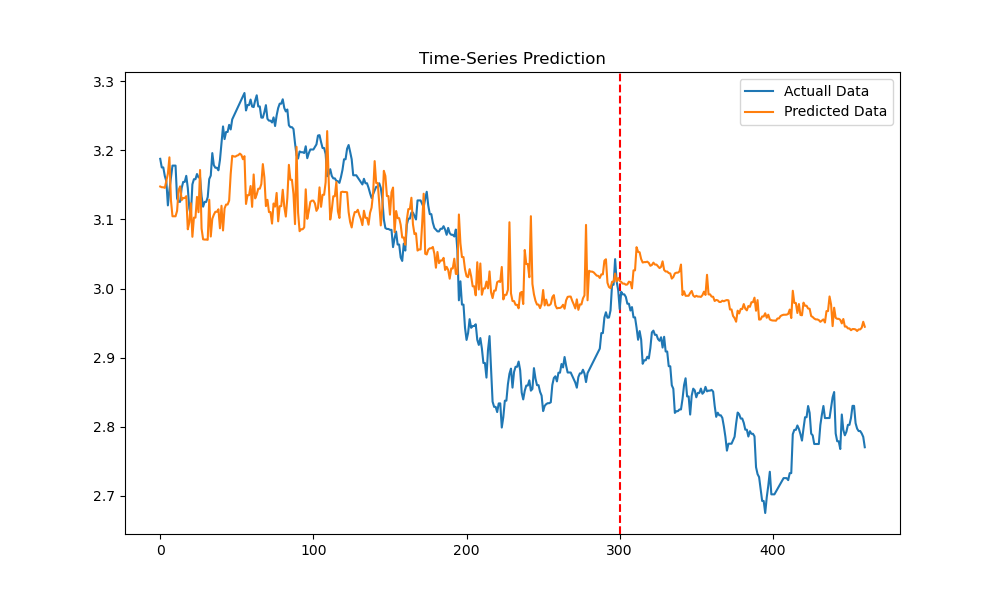 Time-Series Prediction
Actuall Data
Predicted Data
3.3
3.2
3.1
3.0
2.9
2.8
2.7
0 100 200 300 400